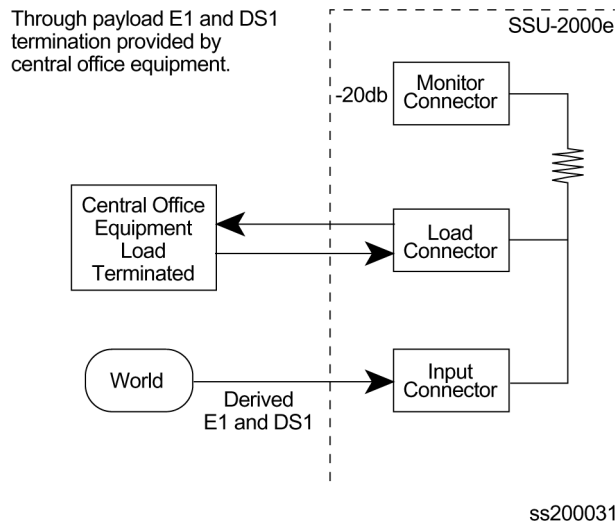 Through payload E1 and DS1
termination provided by
central office equipment.
SSU-2000e
-20db
Monitor
Connector
Central Office
Equipment
Load
Terminated
Load
Connector
World
Derived
E1 and DS1
Input
Connector
ss200031